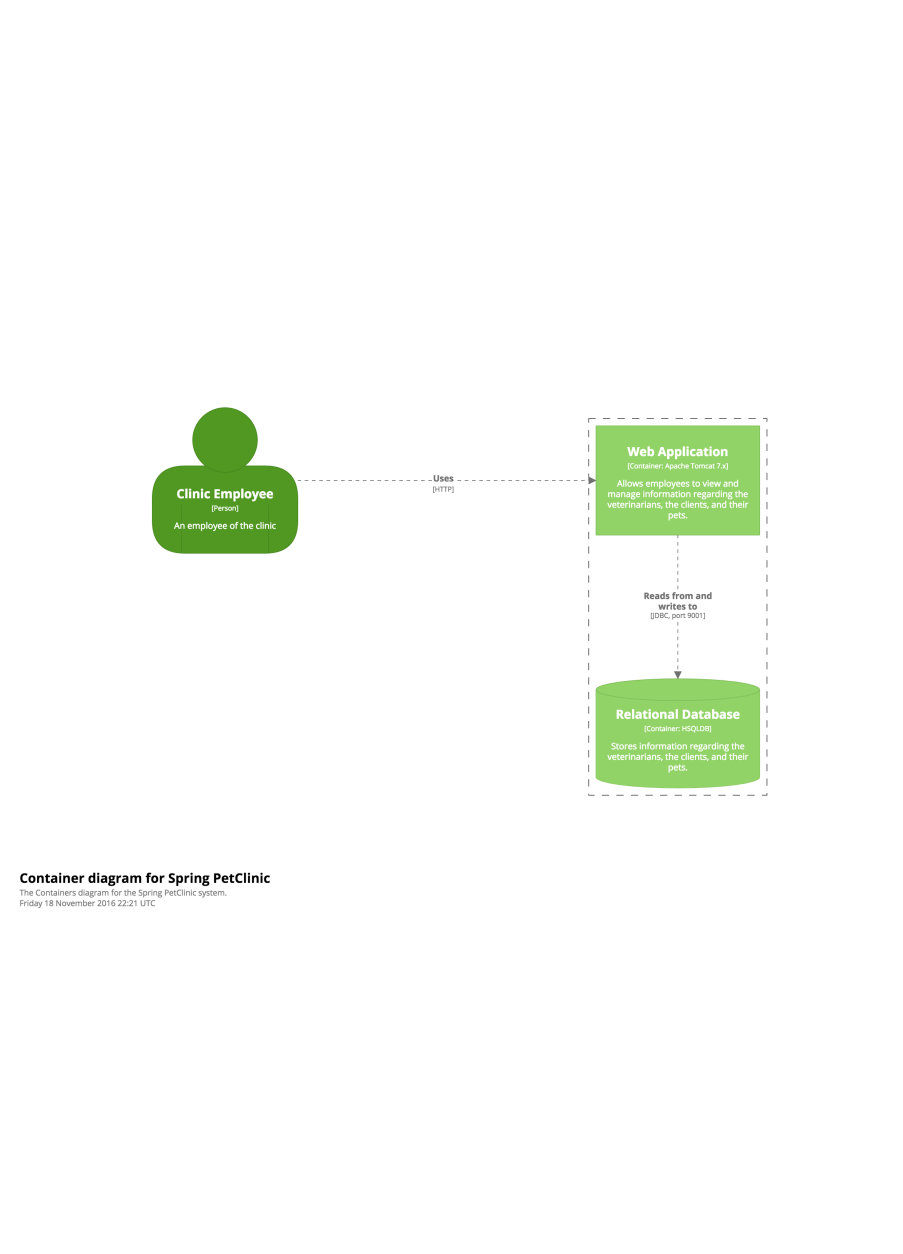 Clinic Employee
[Person]
An employee of the clinic
Uses
[HTTP]
Web Application
[Container: Apache Tomcat 7.x]
Allows employees to view and
manage information regarding the
veterinarians, the clients, and their
pets.
Reads from and
writes to
[JDBC, port 9001]
Relational Database
[Container: HSQLDB]
Stores information regarding the
veterinarians, the clients, and their
pets.
Container diagram for Spring PetClinic
The Containers diagram for the Spring PetClinic system.
Friday 18 November 2016 22:21 UTC